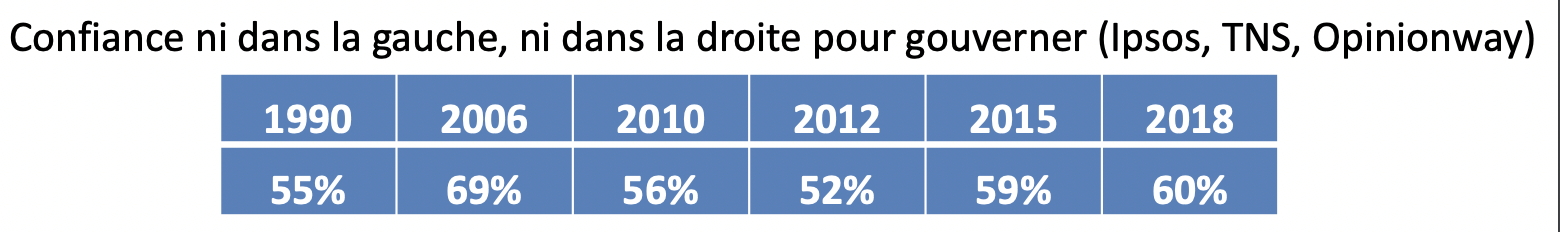 Confiance ni dans la gauche, ni dans la droite pour gouverner (Ipsos, TNS, Opinionway)
1990 2006 2010 2012 2015 2018
55% 69% 56% 52% 59% 60%